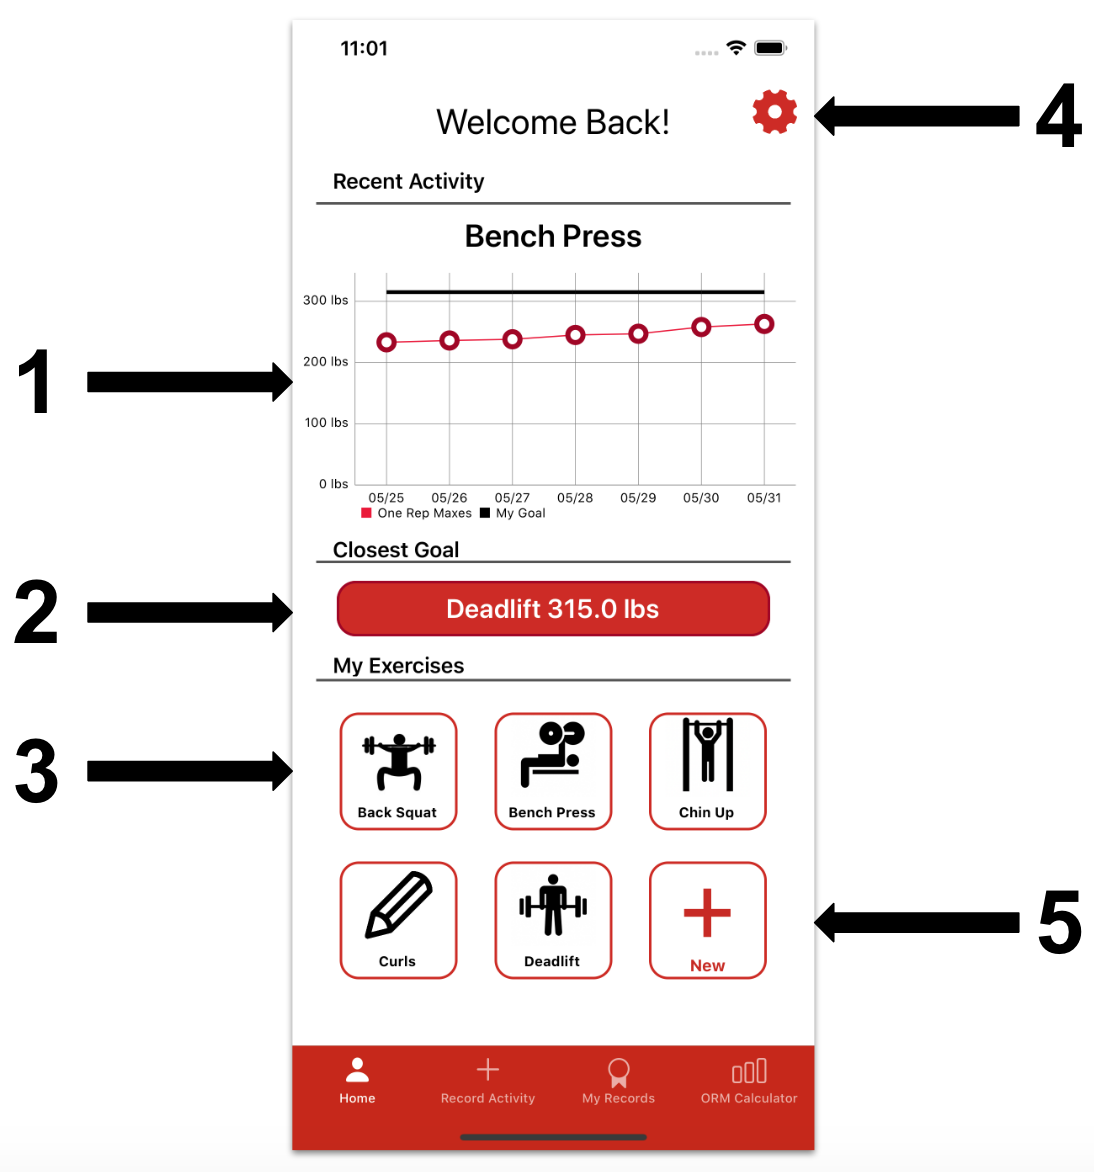 11:01
4
Welcome Back!
Recent Activity
Bench Press
300 lbs
200 lbs
1
100 lbs
0 lbs
05/25 05/26 05/27 05/28 05/29 05/30 05/31
One Rep Maxes My Goal
Closest Goal
2
Deadlift 315.0 lbs
My Exercises
3
Back Squat Bench Press Chin Up
5
Curls Deadlift New
Home Record Activity My Records ORM Calculator